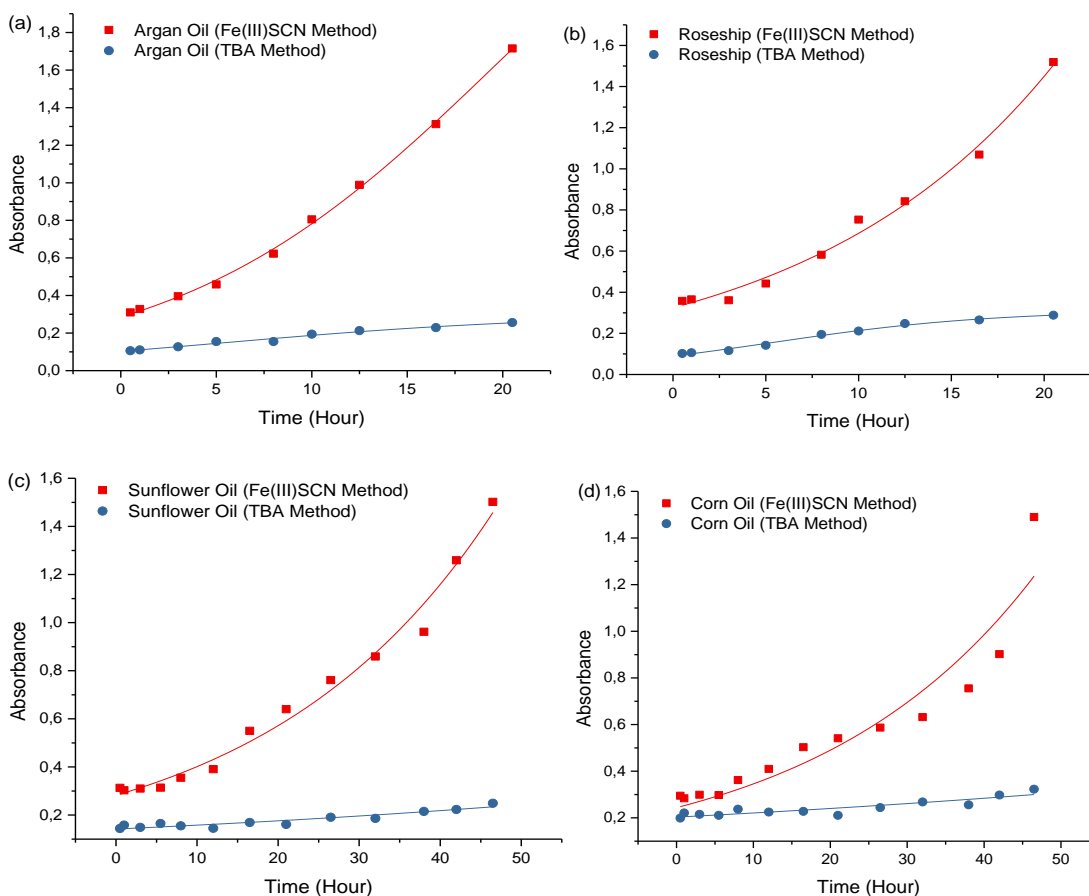 (a)
Argan Oil (Fe(III)SCN Method)
Argan Oil (TBA Method)
1,8
1,6
1,4
1,2
1,0
0,8
0,6
0,4
0,2
0,0
Absorbance
0
5
10
15
20
Time (Hour)
(b)
Roseship (Fe(III)SCN Method)
Roseship (TBA Method)
1,6
1,4
1,2
1,0
0,8
0,6
0,4
0,2
0,0
Absorbance
0
5
10
15
20
Time (Hour)
(c)
Sunflower Oil (Fe(III)SCN Method)
Sunflower Oil (TBA Method)
1,6
1,4
1,2
1,0
0,8
0,6
0,4
0,2
Absorbance
0
10
20
30
40
50
Time (Hour)
(d)
Corn Oil (Fe(III)SCN Method)
Corn Oil (TBA Method)
1,6
1,4
1,2
1,0
0,8
0,6
0,4
0,2
Absorbance
0
10
20
30
40
50
Time (Hour)